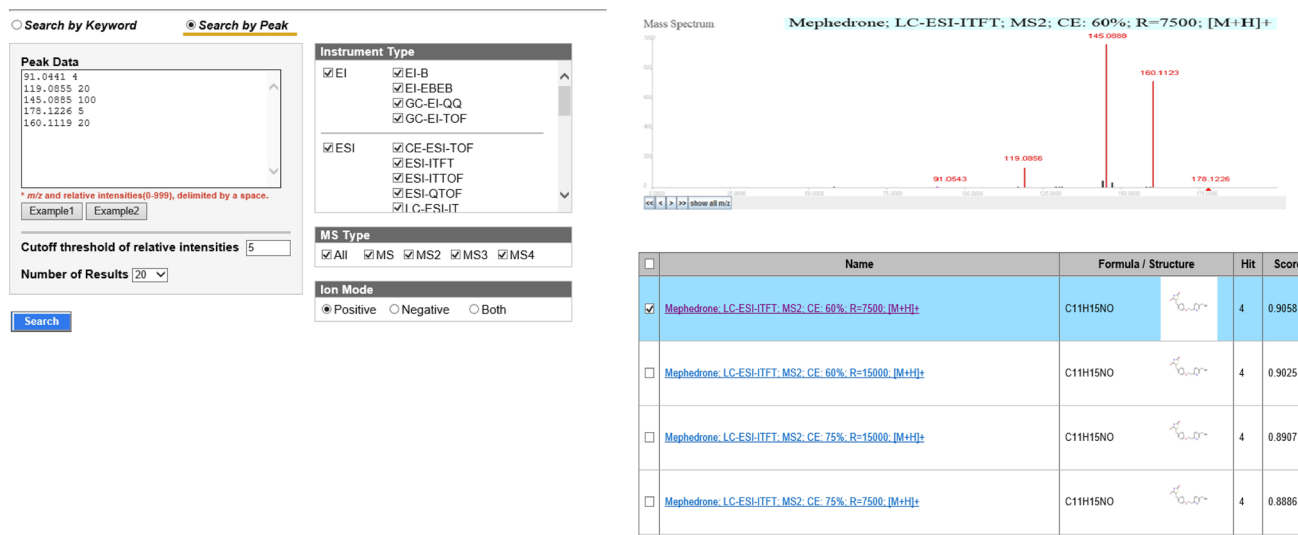 Search by Keyword
Search by Peak
Peak Data
91.0441 4
119.0855 20
145.0885 100
178.1226 5
160.1119 20
* m/z and relative intensities(0-999), delimited by a space.
Example1
Example2
Cutoff threshold of relative intensities 5
Number of Results 20
Search
Instrument Type
EI
EI-B
EI-EBEB
GC-EI-QQ
GC-EI-TOF
ESI
CE-ESI-TOF
ESI-ITFT
ESI-ITTOF
ESI-QTOF
LC-ESI-IT
MS Type
All MS MS2 MS3 MS4
Ion Mode
Positive Negative Both
Mass Spectrum
Mephedrone; LC-ESI-ITFT; MS2; CE: 60%; R=7500; [M+H]+
145.0888
160.1123
119.0856
91.0543
178.1226
<< < > >> show all m/z
Name Formula / Structure Hit Score
Mephedrone; LC-ESI-ITFT; MS2; CE: 60%; R=7500; [M+H]+ C11H15NO 4 0.9058
Mephedrone; LC-ESI-ITFT; MS2; CE: 60%; R=15000; [M+H]+ C11H15NO 4 0.9025
Mephedrone; LC-ESI-ITFT; MS2; CE: 75%; R=15000; [M+H]+ C11H15NO 4 0.8907
Mephedrone; LC-ESI-ITFT; MS2; CE: 75%; R=7500; [M+H]+ C11H15NO 4 0.8886